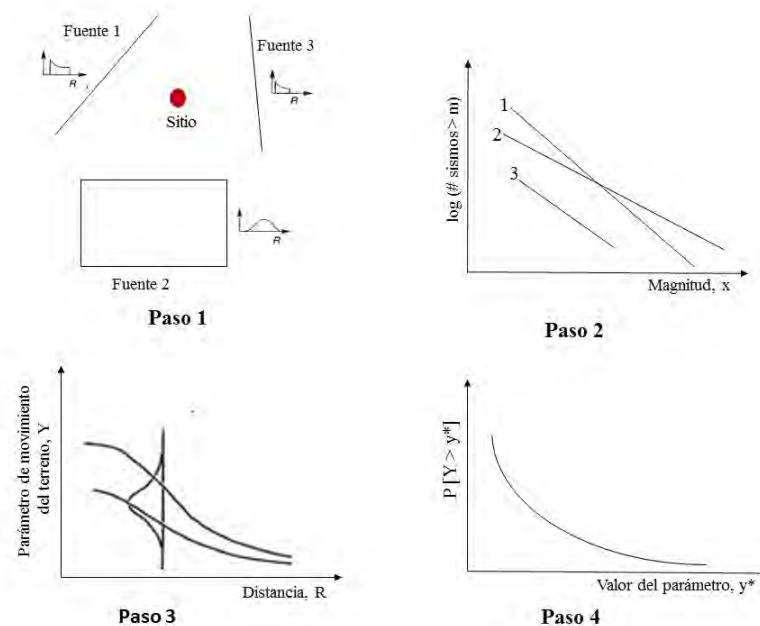 Fuente 1
R
Fuente 3
R
Sitio
R
Fuente 2
Paso 1
log (# sismos > m)
1
2
3
Magnitud, x
Paso 2
Parámetro de movimiento
del terreno, Y
Distancia, R
Paso 3
P [Y > y*]
Valor del parámetro, y*
Paso 4